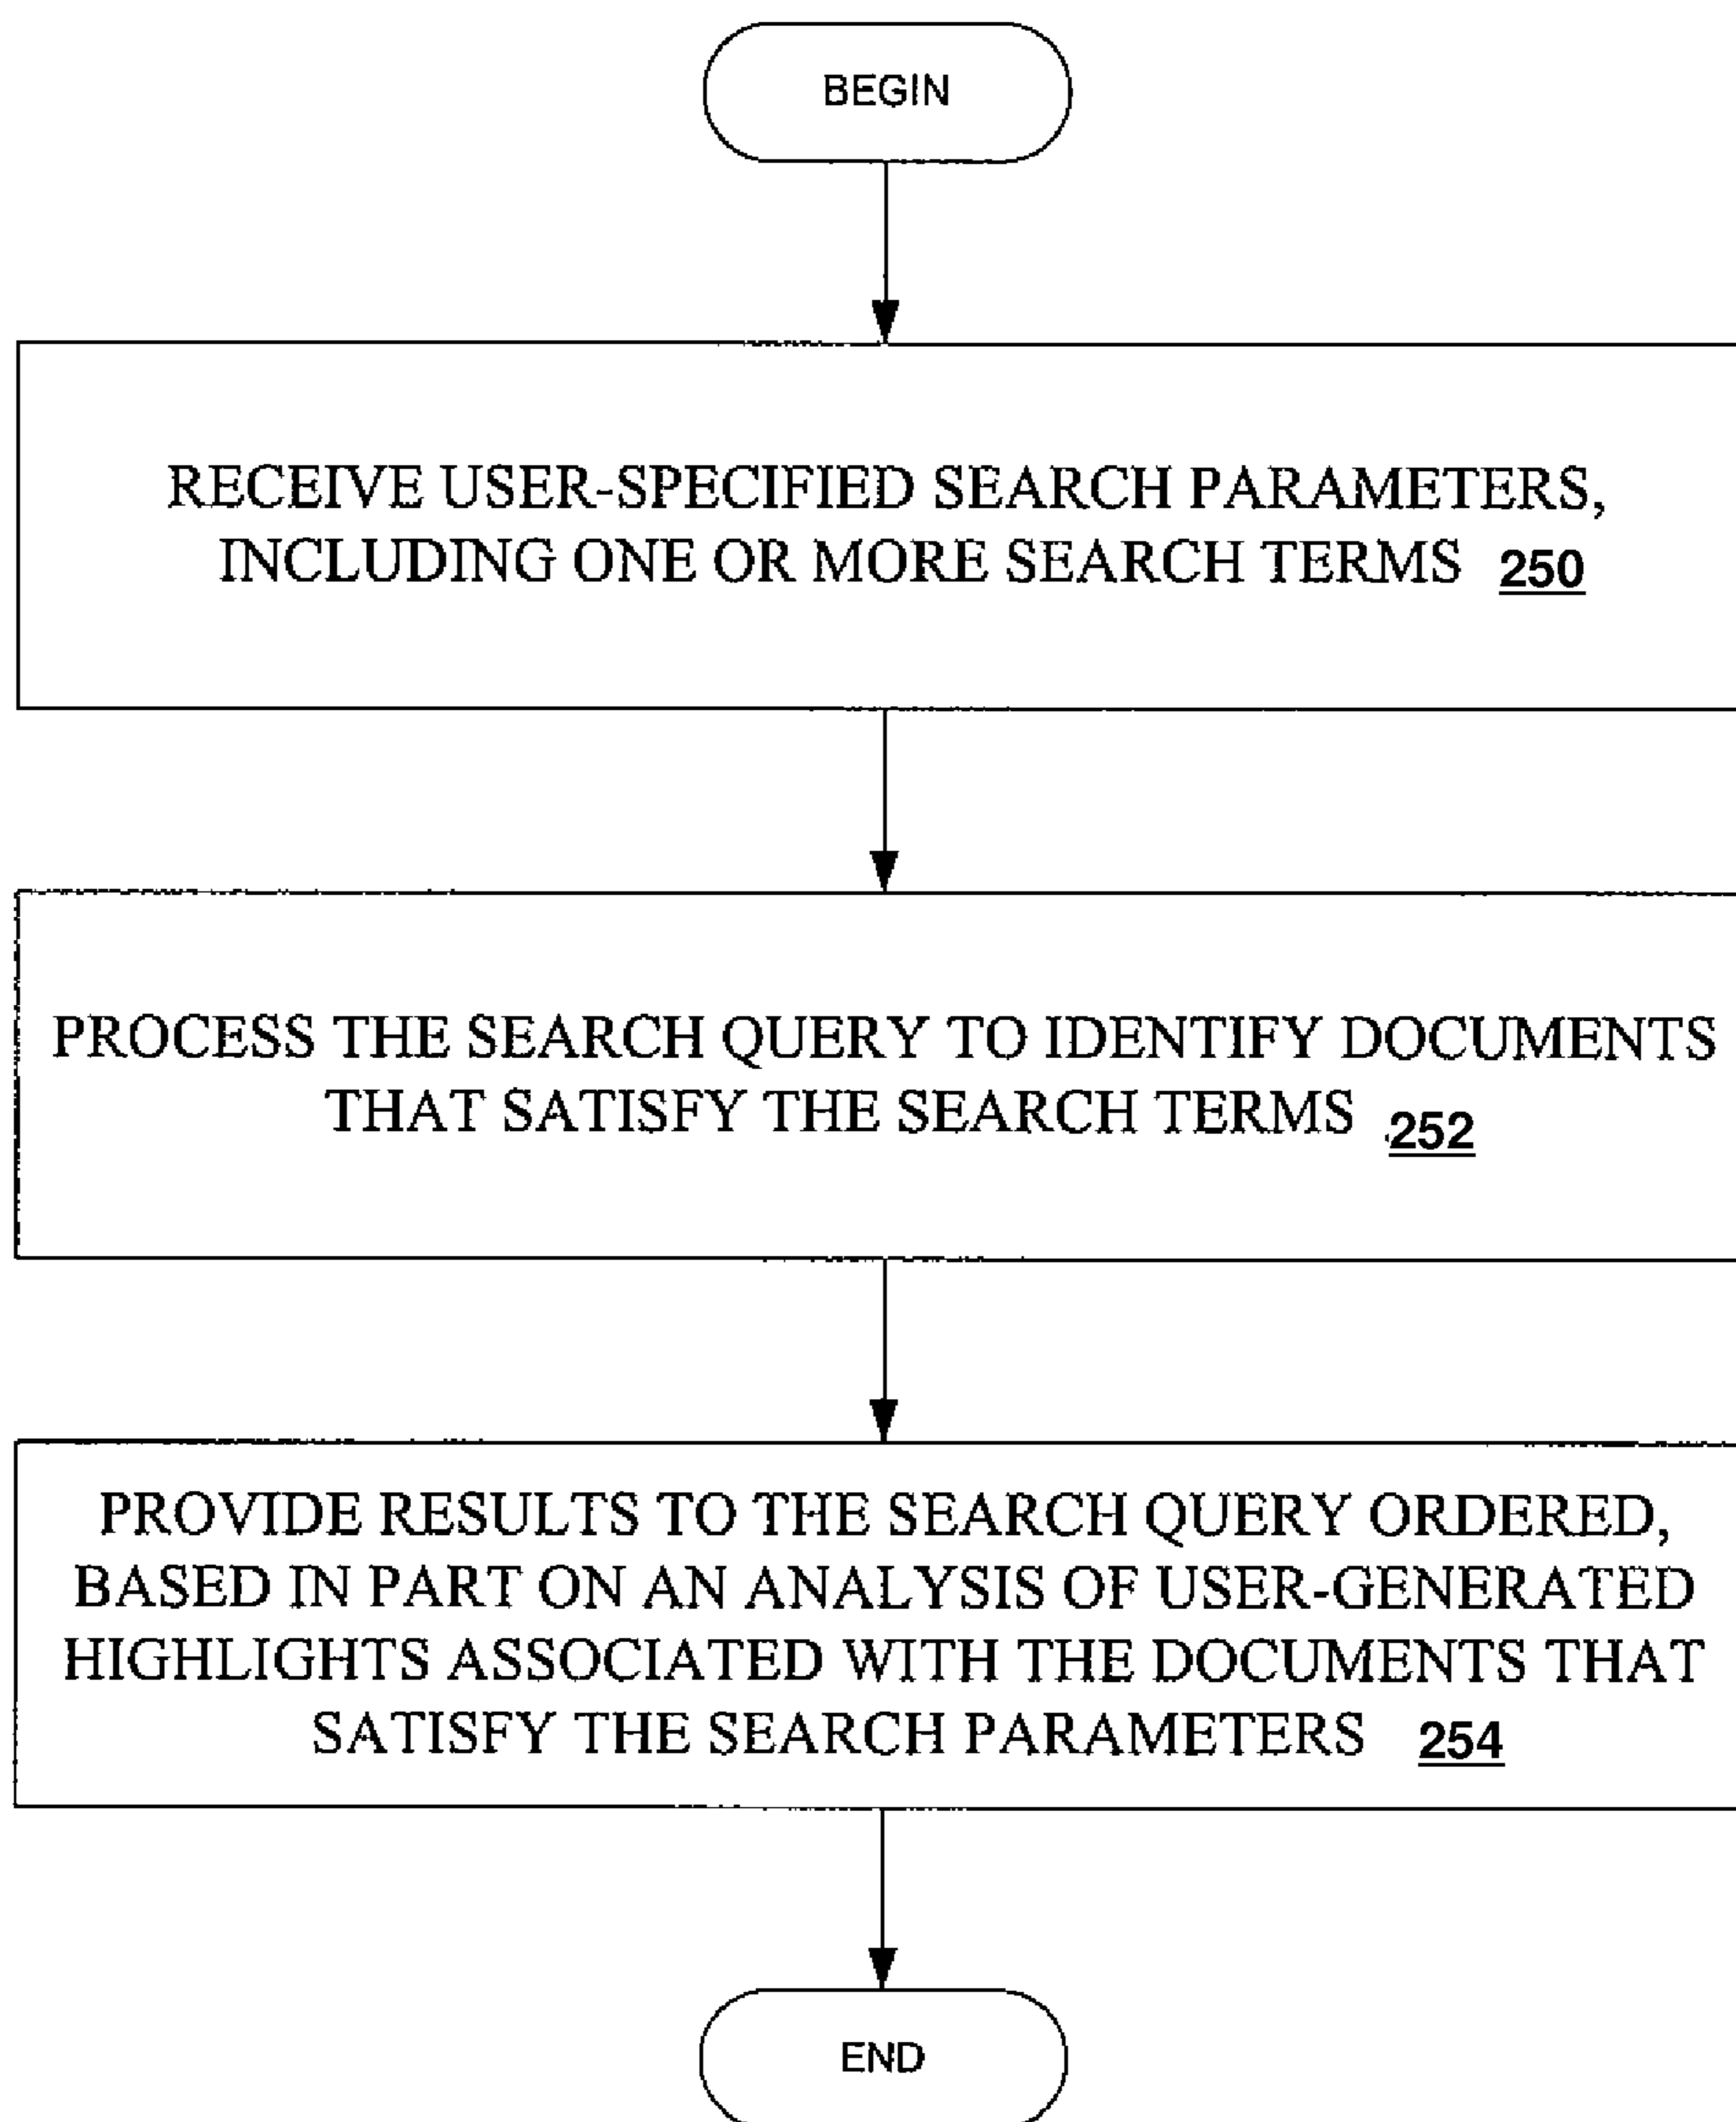 BEGIN
RECEIVE USER-SPECIFIED SEARCH PARAMETERS,
INCLUDING ONE OR MORE SEARCH TERMS 250
PROCESS THE SEARCH QUERY TO IDENTIFY DOCUMENTS
THAT SATISFY THE SEARCH TERMS 252
PROVIDE RESULTS TO THE SEARCH QUERY ORDERED,
BASED IN PART ON AN ANALYSIS OF USER-GENERATED
HIGHLIGHTS ASSOCIATED WITH THE DOCUMENTS THAT
SATISFY THE SEARCH PARAMETERS 254
END